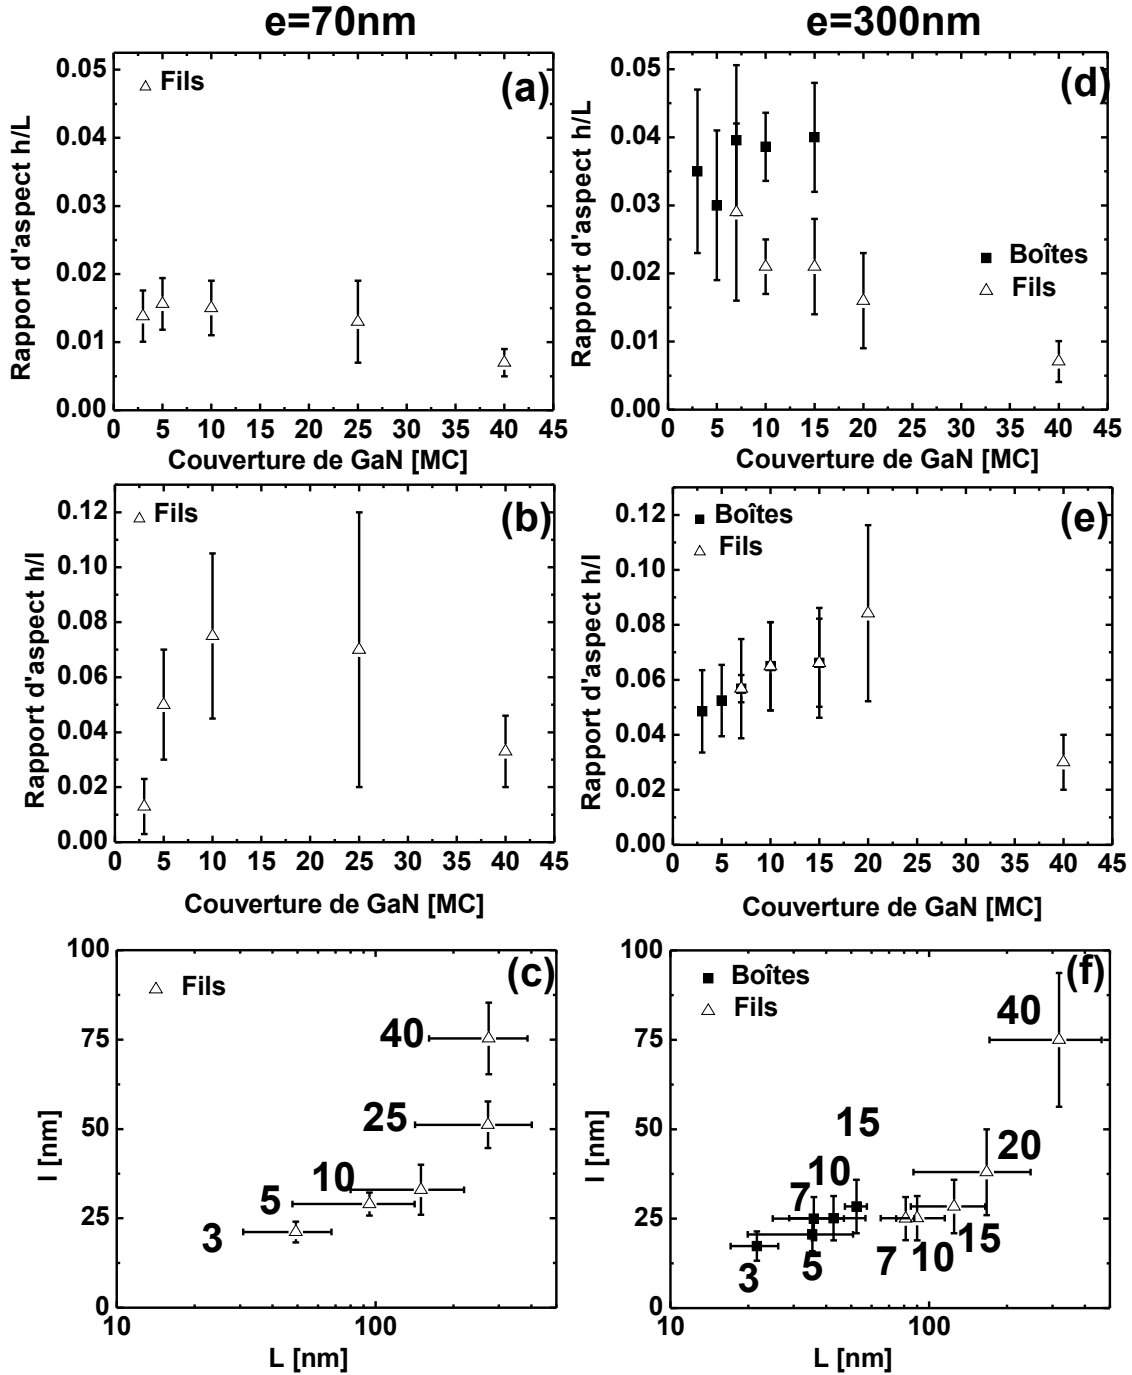 e=70nm
e=300nm
0.05
0.04
0.03
0.02
0.01
0.00
Rapport d'aspect h/L
Fils
(a)
0 5 10 15 20 25 30 35 40 45
Couverture de GaN [MC]
0.05
0.04
0.03
0.02
0.01
0.00
Rapport d'aspect h/L
(d)
Boîtes
Fils
0 5 10 15 20 25 30 35 40 45
Couverture de GaN [MC]
0.12
0.10
0.08
0.06
0.04
0.02
0.00
Rapport d'aspect h/l
Fils
(b)
0 5 10 15 20 25 30 35 40 45
Couverture de GaN [MC]
0.12
0.10
0.08
0.06
0.04
0.02
0.00
Rapport d'aspect h/l
Boîtes
Fils
(e)
0 5 10 15 20 25 30 35 40 45
Couverture de GaN [MC]
100
75
50
25
0
l [nm]
Fils
(c)
40
25
10
5
3
10 100
L [nm]
100
75
50
25
0
l [nm]
Boîtes
Fils
(f)
40
15
20
10
7
15
7 10
5
3
10 100
L [nm]